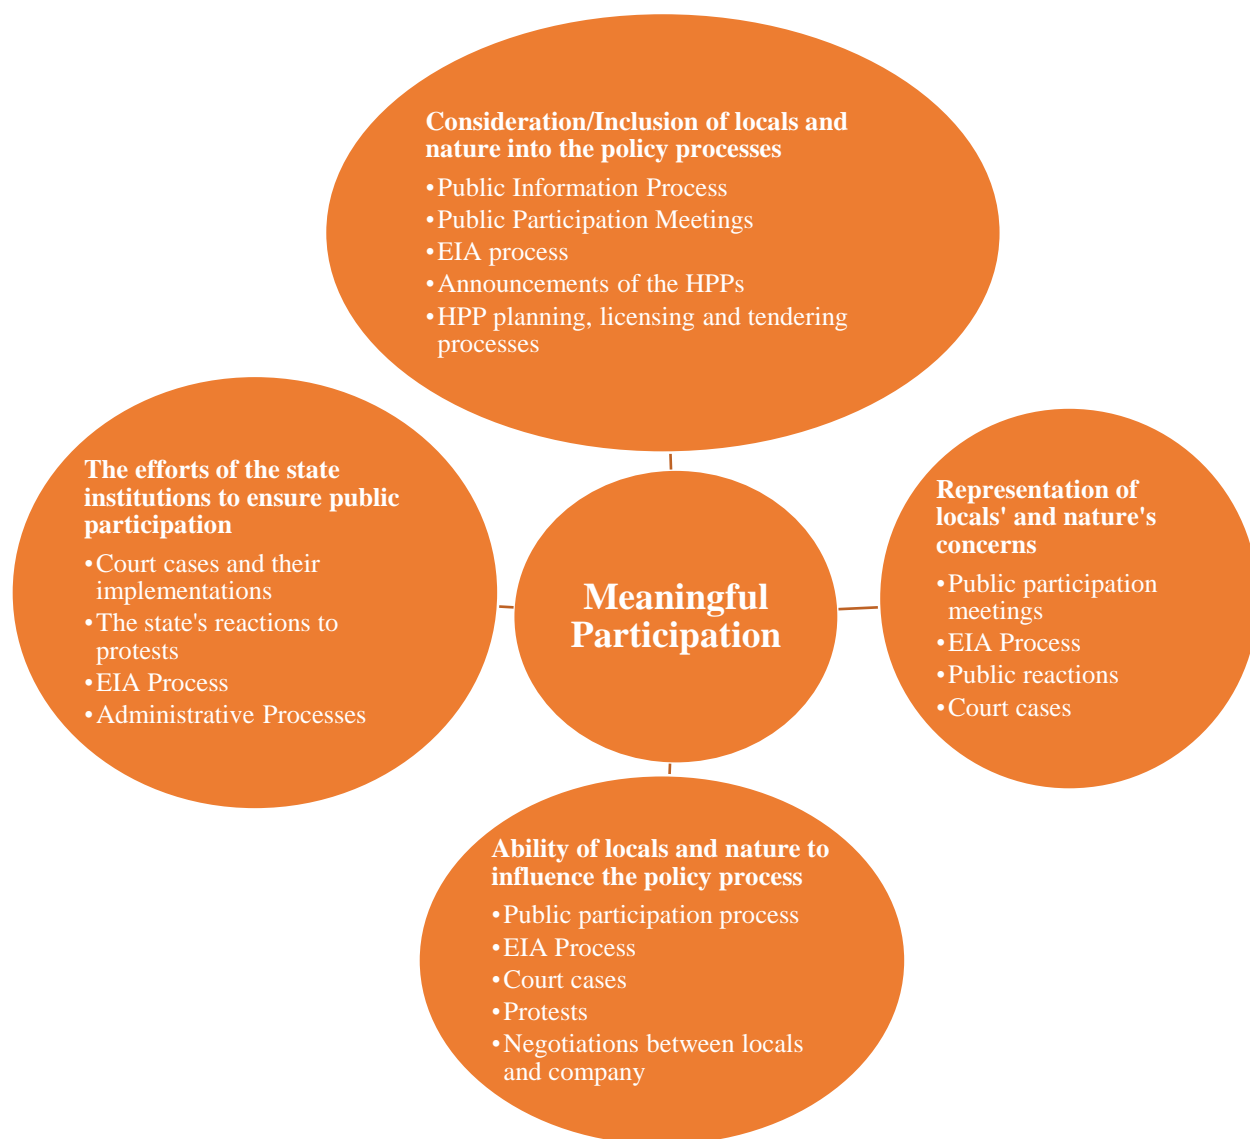 Consideration/Inclusion of locals and
nature into the policy processes
•Public Information Process
•Public Participation Meetings
•EIA process
•Announcements of the HPPs
•HPP planning, licensing and tendering
processes
The efforts of the state
institutions to ensure public
participation
•Court cases and their
implementations
•The state's reactions to
protests
•EIA Process
•Administrative Processes
Meaningful
Participation
Representation of
locals' and nature's
concerns
•Public participation
meetings
•EIA Process
•Public reactions
•Court cases
Ability of locals and nature to
influence the policy process
•Public participation process
•EIA Process
•Court cases
•Protests
•Negotiations between locals
and company